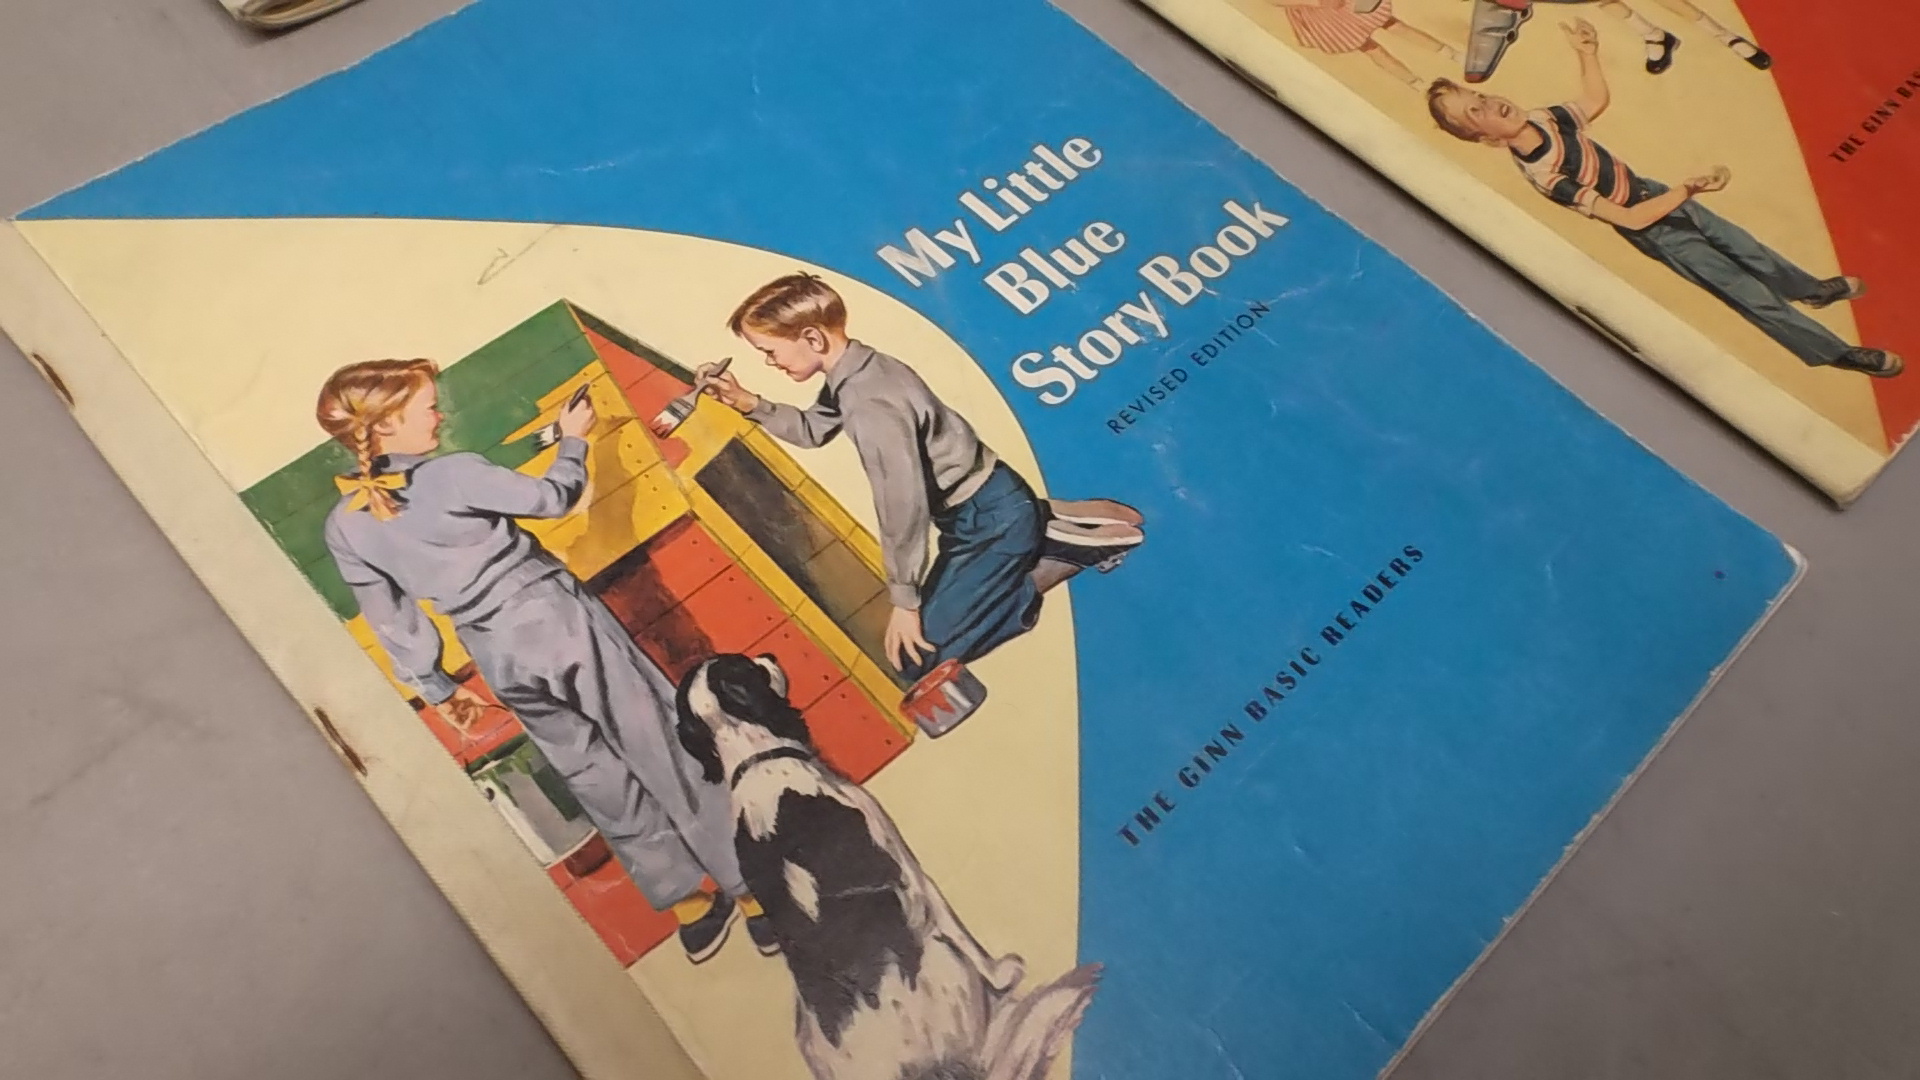 My Little
Blue
Story Book
REVISED EDITION
THE GINN BASIC READERS
THE GINN BAS